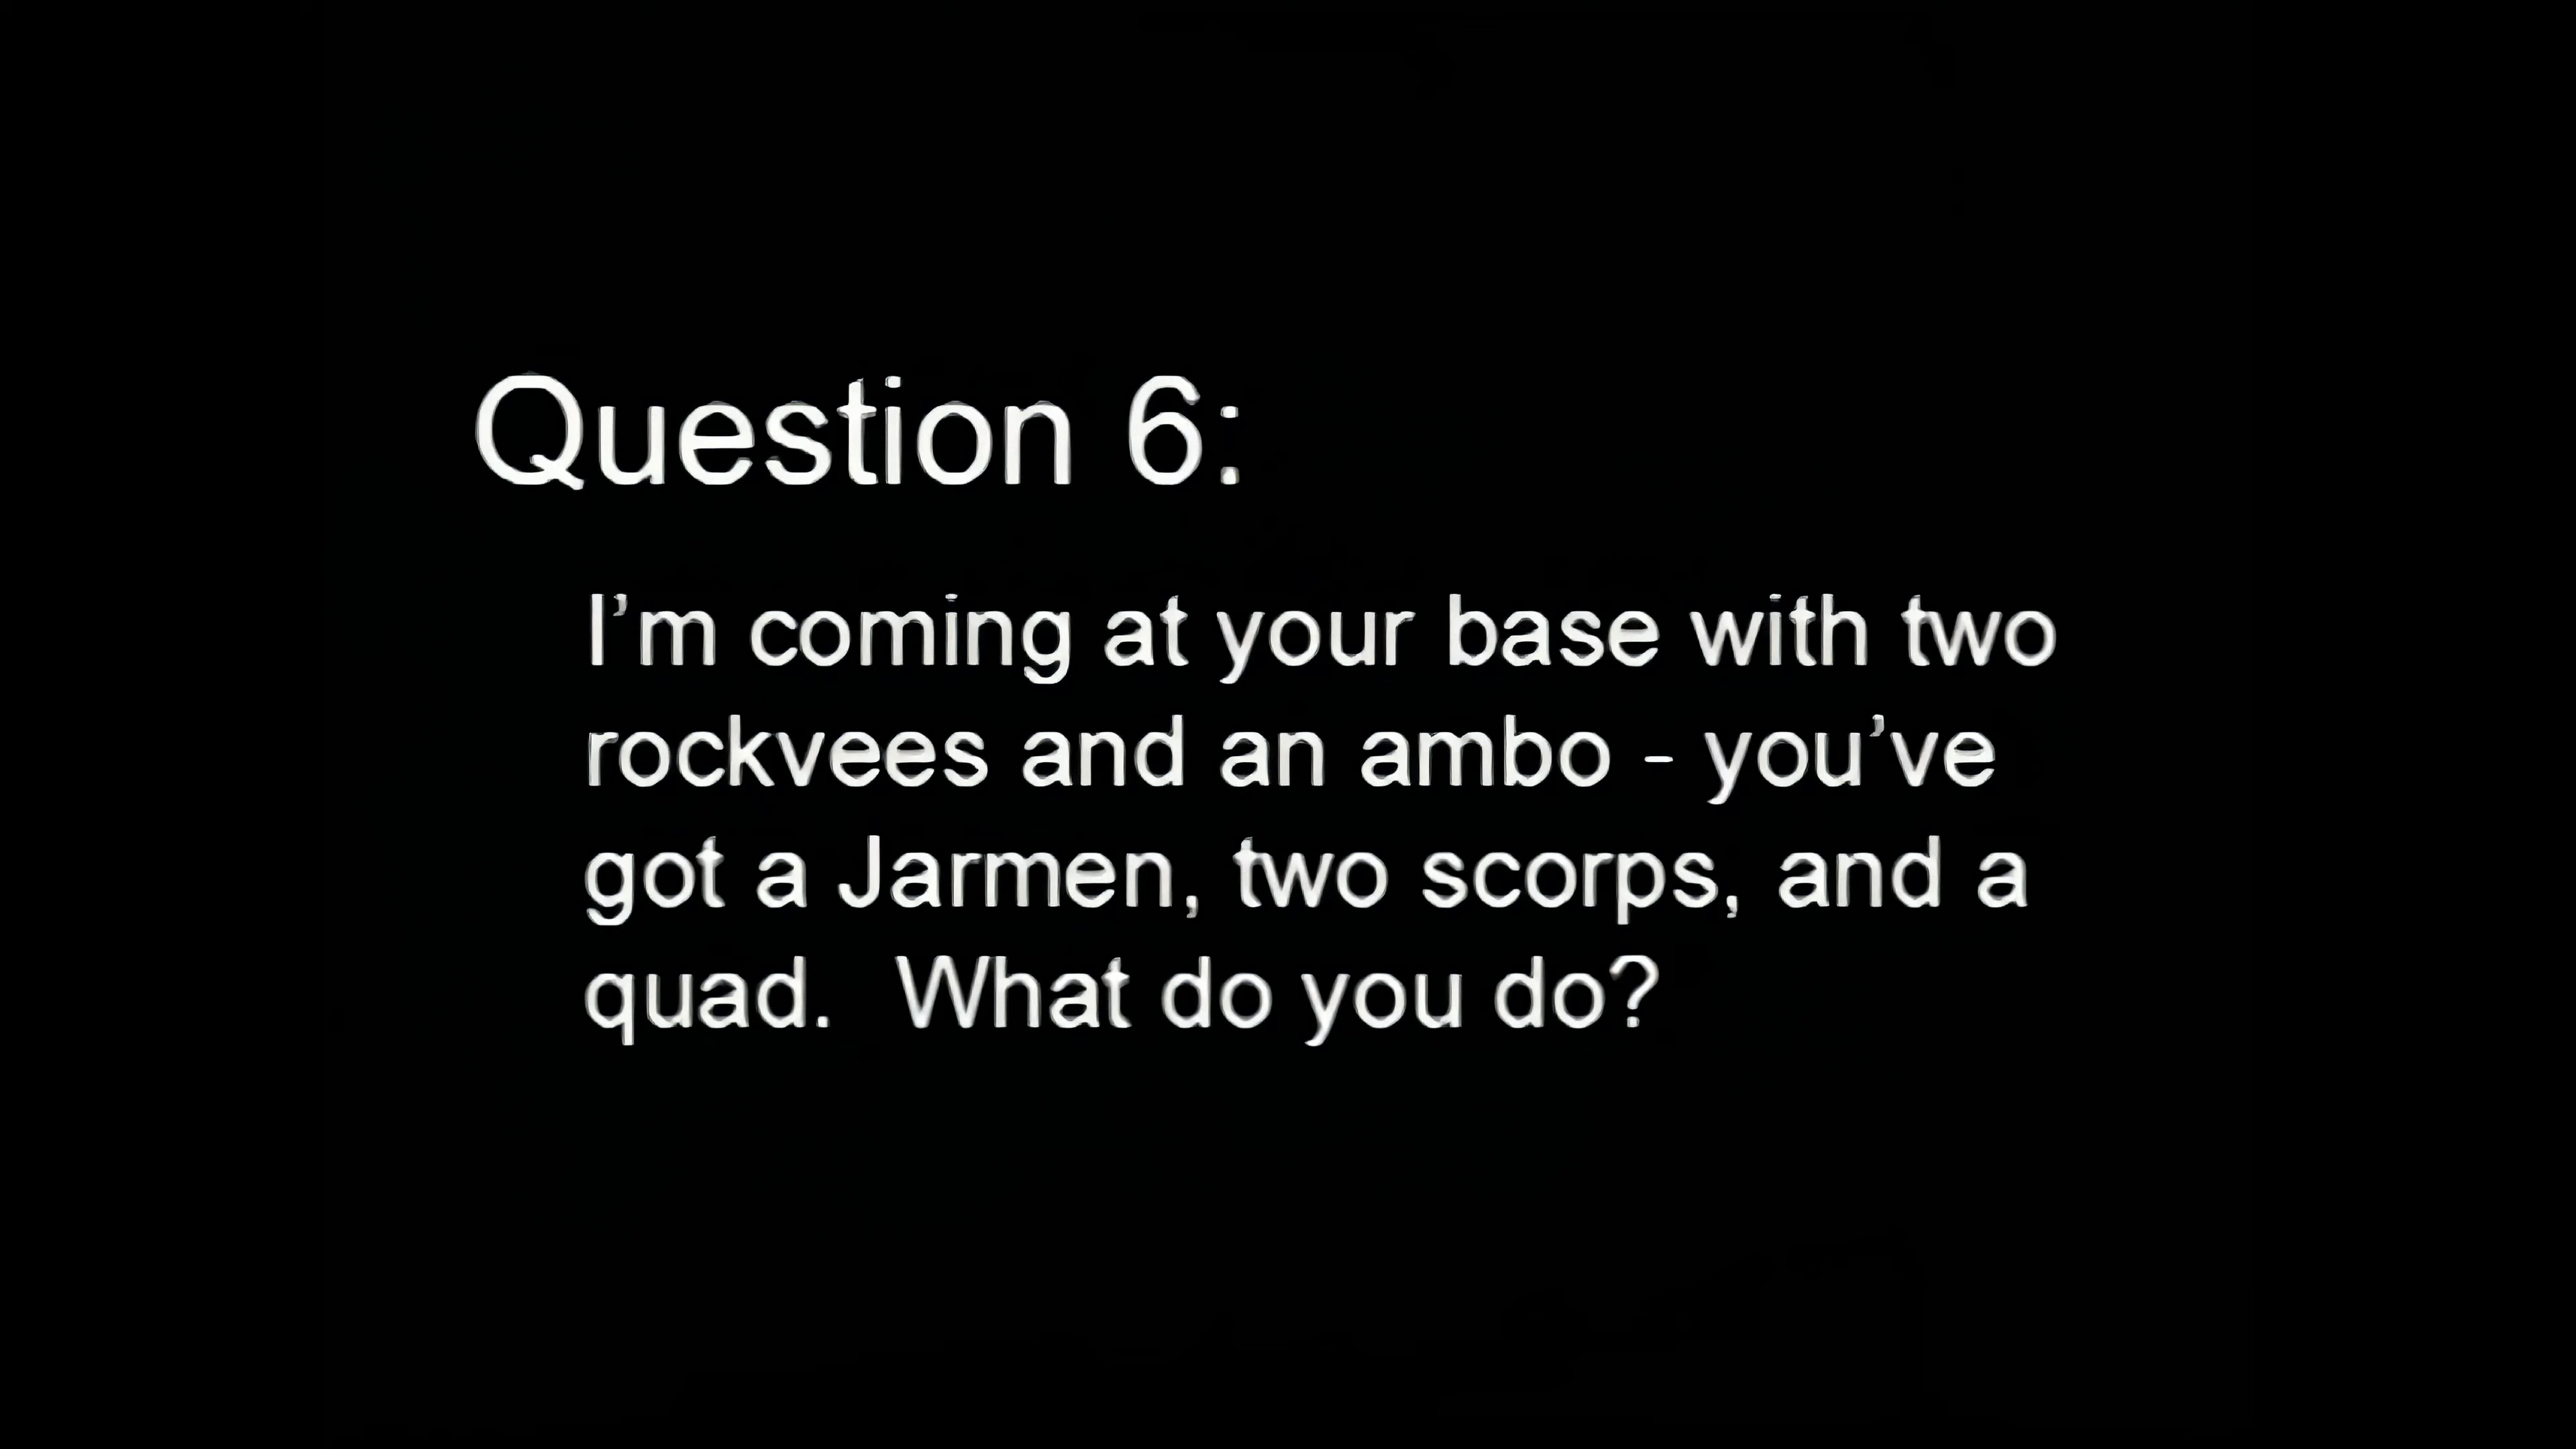 Question 6:
I’m coming at your base with two
rockvees and an ambo - you’ve
got a Jarmen, two scorps, and a
quad.  What do you do?